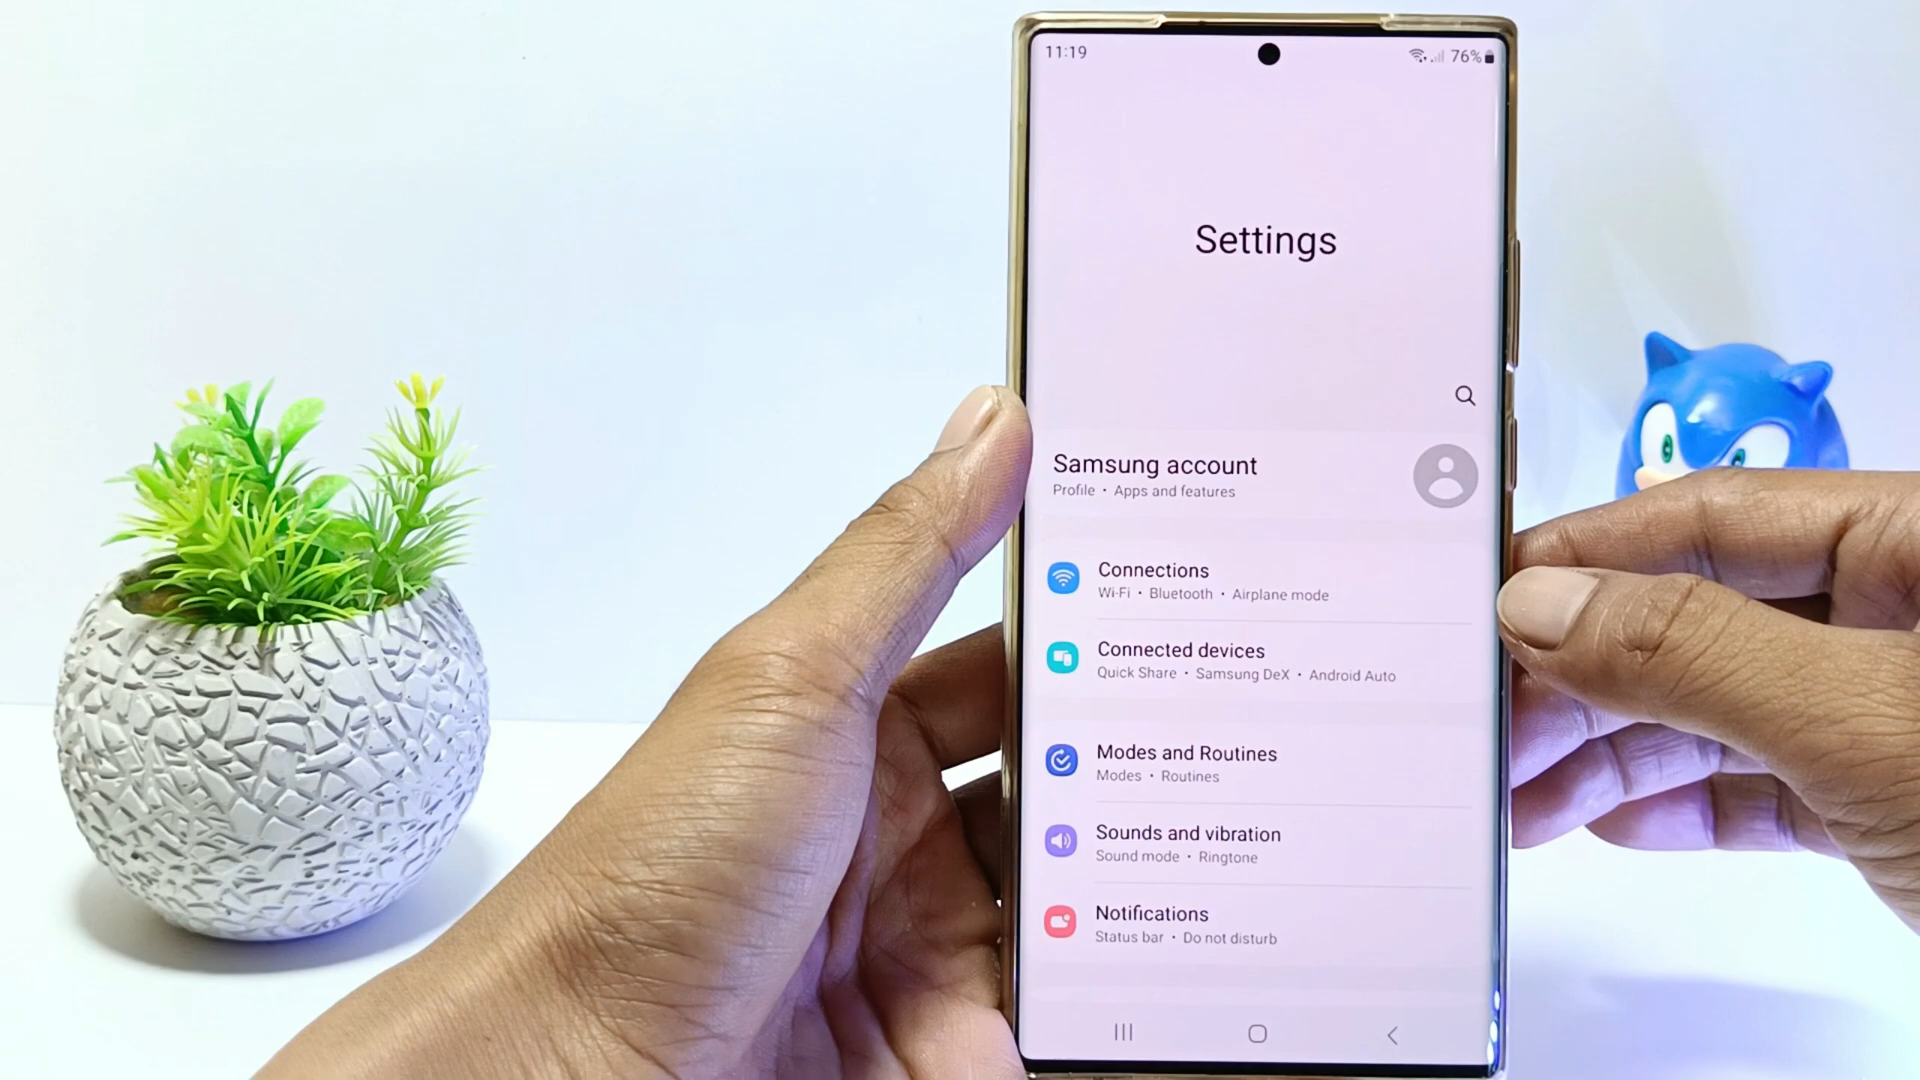 11:19
76%
Settings
Samsung account
Profile • Apps and features
Connections
Wi-Fi • Bluetooth • Airplane mode
Connected devices
Quick Share • Samsung DeX • Android Auto
Modes and Routines
Modes • Routines
Sounds and vibration
Sound mode • Ringtone
Notifications
Status bar • Do not disturb